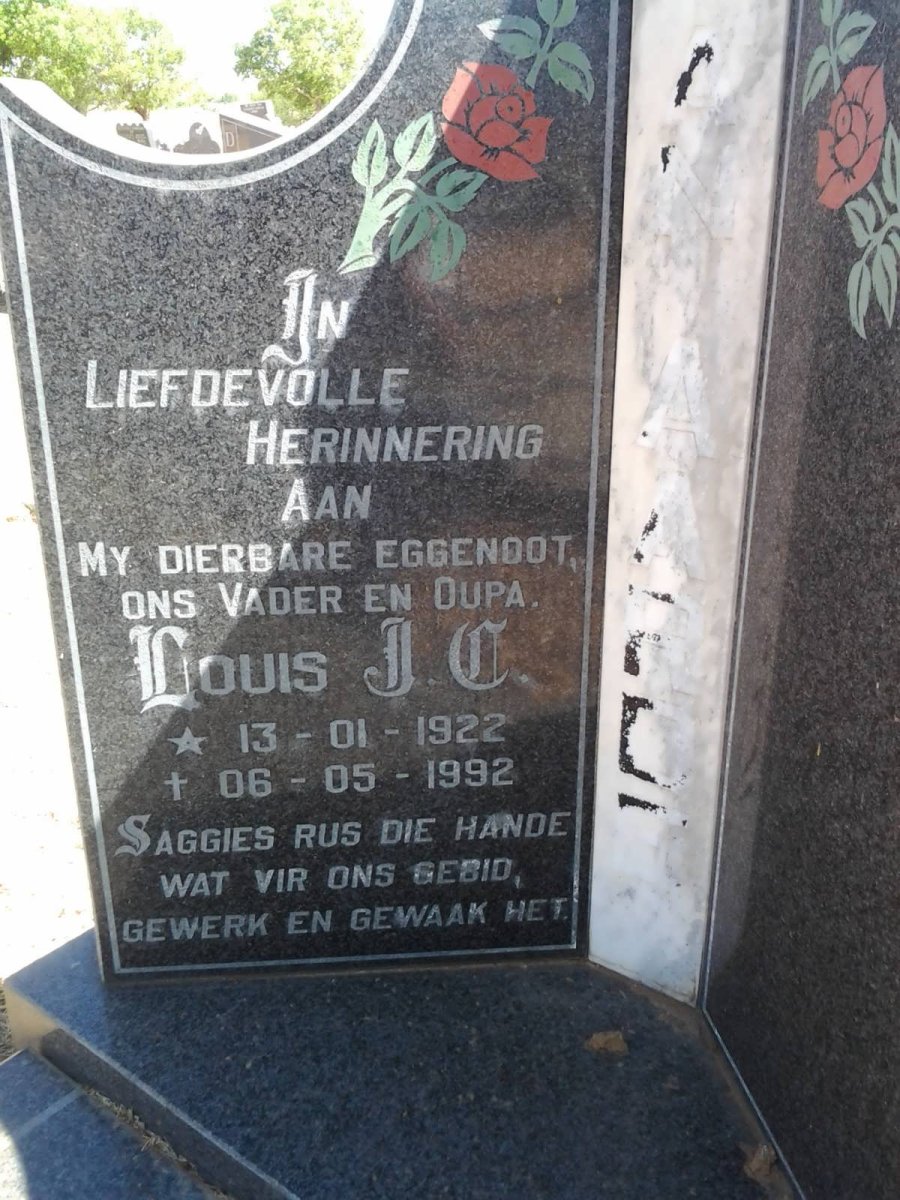 IN
LIEFDEVOLLE
HERINNERING
AAN
MY DIERBARE EGGENOOT,
ONS VADER EN OUPA.
LOUIS J.C.
★ 13 - 01 - 1922
✝ 06 - 05 - 1992
SAGGIES RUS DIE HANDE
WAT VIR ONS GEBID,
GEWERK EN GEWAAK HET.